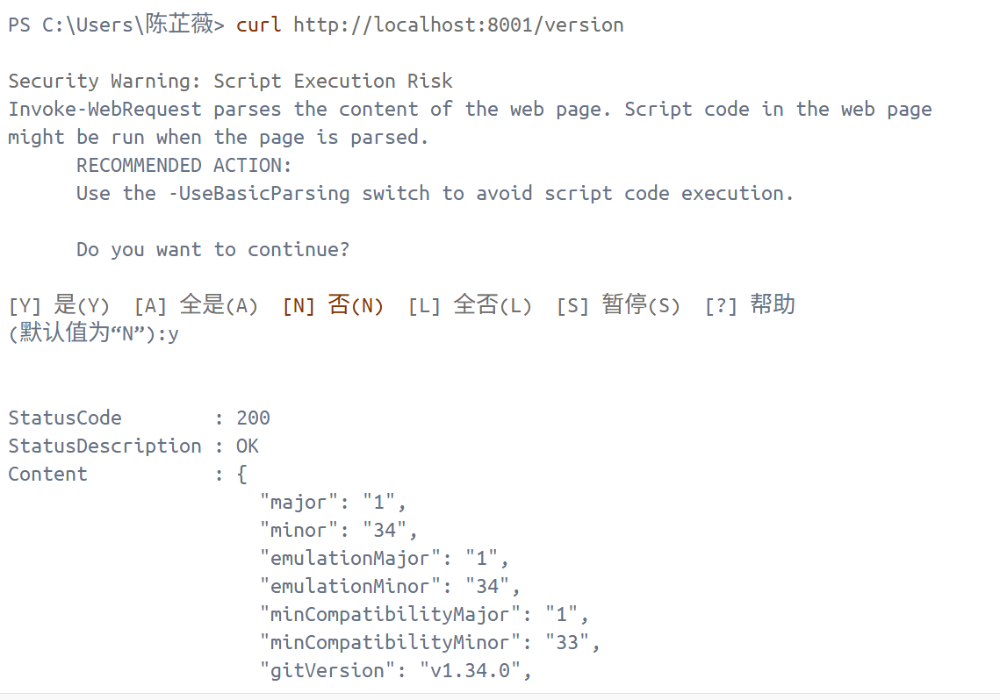 PS C:\Users\陈芷薇> curl http://localhost:8001/version
Security Warning: Script Execution Risk
Invoke-WebRequest parses the content of the web page. Script code in the web page
might be run when the page is parsed.
RECOMMENDED ACTION:
Use the -UseBasicParsing switch to avoid script code execution.
Do you want to continue?
[Y] 是(Y)  [A] 全是(A)  [N] 否(N)  [L] 全否(L)  [S] 暂停(S)  [?] 帮助
(默认值为“N”):y
StatusCode        : 200
StatusDescription : OK
Content           : {
"major": "1",
"minor": "34",
"emulationMajor": "1",
"emulationMinor": "34",
"minCompatibilityMajor": "1",
"minCompatibilityMinor": "33",
"gitVersion": "v1.34.0",